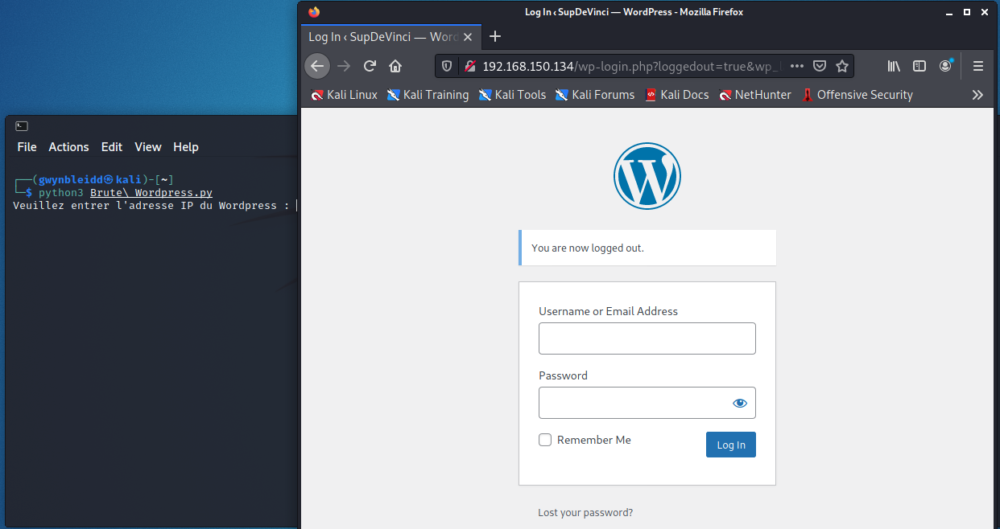 Log In ‹ SupDeVinci — WordPress - Mozilla Firefox
Log In ‹ SupDeVinci — Word
192.168.150.134/wp-login.php?loggedout=true&wp_
Kali Linux Kali Training Kali Tools Kali Forums Kali Docs NetHunter Offensive Security
File Actions Edit View Help
┌──(gwynbleidd㉿kali)-[~]
└─$ python3 Brute\ Wordpress.py
Veuillez entrer l'adresse IP du Wordpress :
You are now logged out.
Username or Email Address
Password
Remember Me
Log In
Lost your password?